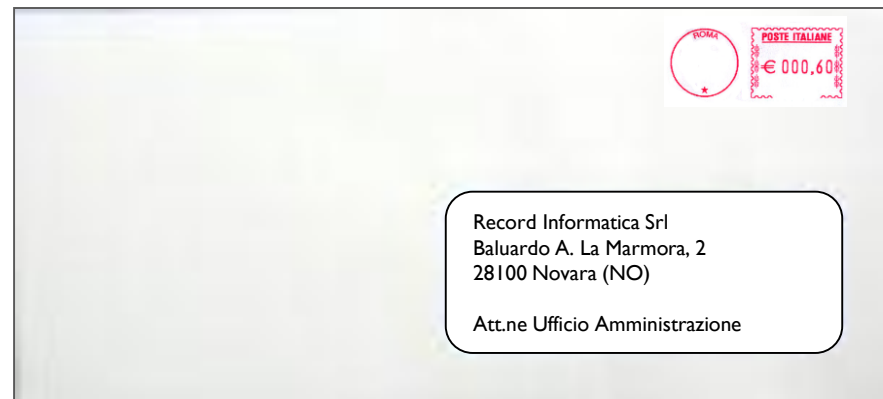 ROMA
POSTE ITALIANE
€ 000,60
Record Informatica Srl
Baluardo A. La Marmora, 2
28100 Novara (NO)
Att.ne Ufficio Amministrazione